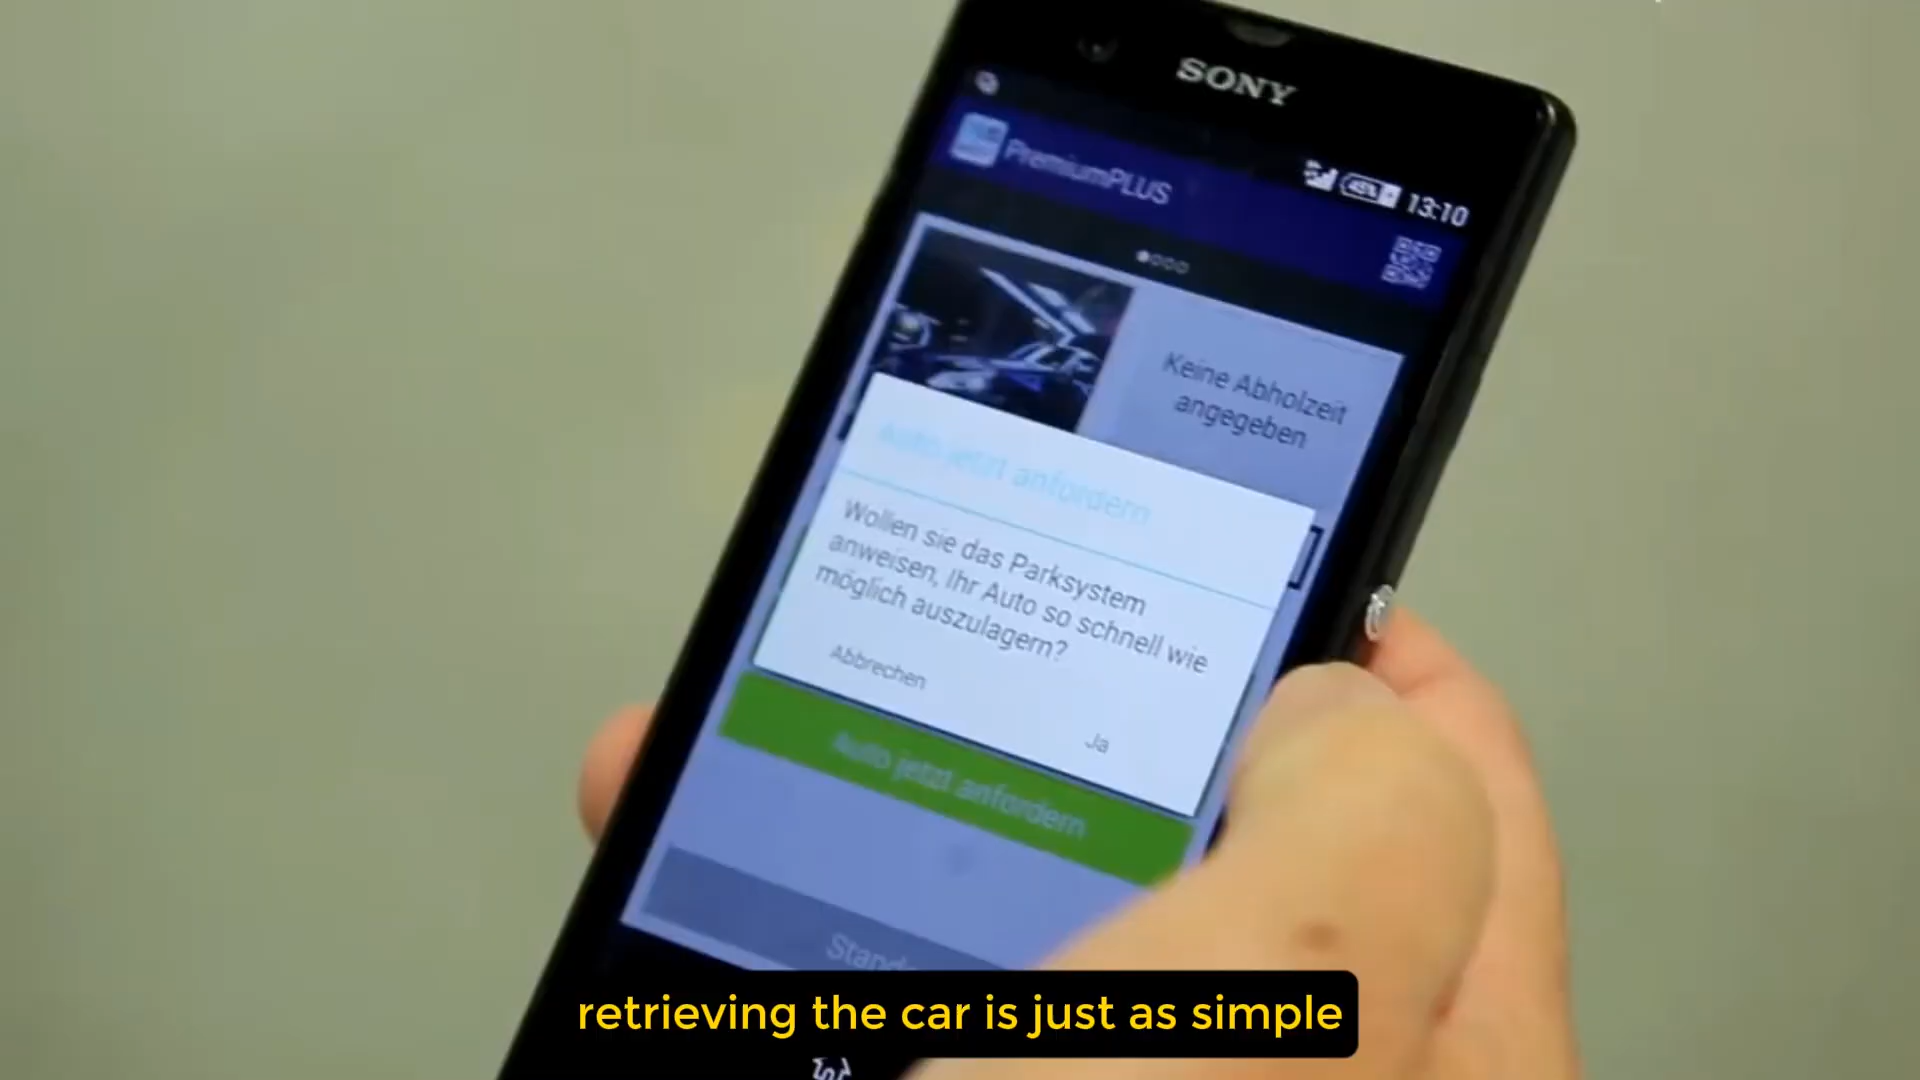 SONY
PremiumPLUS
45%
13:10
Keine Abholzeit
angegeben
Auto jetzt anfordern
Wollen sie das Parksystem
anweisen, Ihr Auto so schnell wie
möglich auszulagern?
Abbrechen
Ja
Auto jetzt anfordern
retrieving the car is just as simple